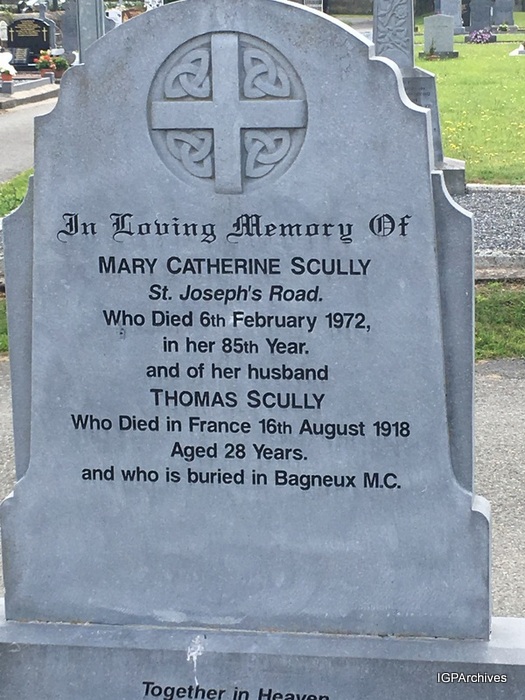 In Loving Memory Of
MARY CATHERINE SCULLY
St. Joseph's Road.
Who Died 6th February 1972,
in her 85th Year.
and of her husband
THOMAS SCULLY
Who Died in France 16th August 1918
Aged 28 Years.
and who is buried in Bagneux M.C.
Together in Heaven
IGPArchives